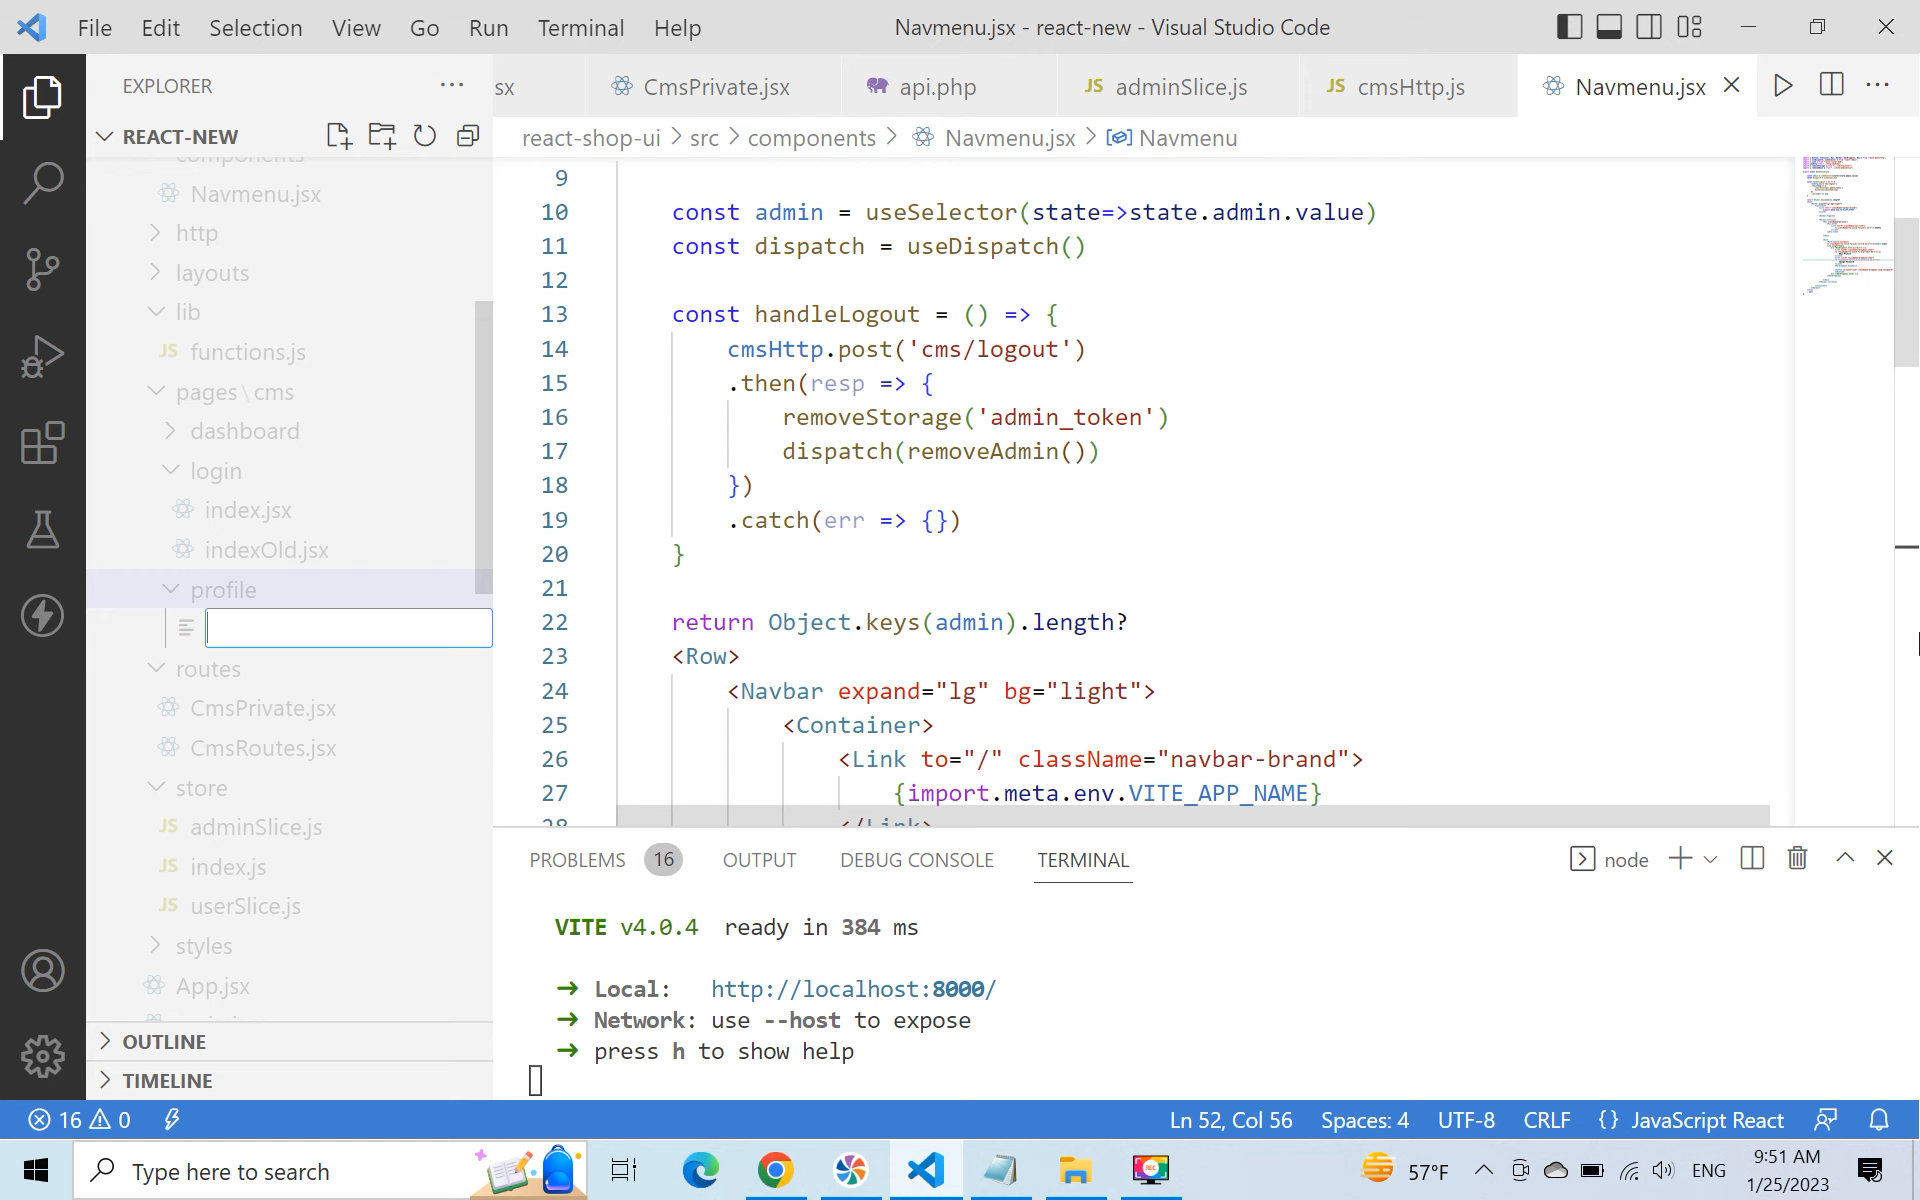 File Edit Selection View Go Run Terminal Help
Navmenu.jsx - react-new - Visual Studio Code
EXPLORER
sx
CmsPrivate.jsx
api.php
JS adminSlice.js
JS cmsHttp.js
Navmenu.jsx
REACT-NEW
react-shop-ui > src > components > Navmenu.jsx > Navmenu
components
Navmenu.jsx
http
layouts
lib
JS functions.js
pages\cms
dashboard
login
index.jsx
indexOld.jsx
profile
routes
CmsPrivate.jsx
CmsRoutes.jsx
store
JS adminSlice.js
JS index.js
JS userSlice.js
styles
App.jsx
OUTLINE
TIMELINE
9
10 const admin = useSelector(state=>state.admin.value)
11 const dispatch = useDispatch()
12
13 const handleLogout = () => {
14 cmsHttp.post('cms/logout')
15 .then(resp => {
16 removeStorage('admin_token')
17 dispatch(removeAdmin())
18 })
19 .catch(err => {})
20 }
21
22 return Object.keys(admin).length?
23 <Row>
24 <Navbar expand="lg" bg="light">
25 <Container>
26 <Link to="/" className="navbar-brand">
27 {import.meta.env.VITE_APP_NAME}
28 </Link>
PROBLEMS 16 OUTPUT DEBUG CONSOLE TERMINAL
node
VITE v4.0.4 ready in 384 ms
➜ Local: http://localhost:8000/
➜ Network: use --host to expose
➜ press h to show help
16 0
Ln 52, Col 56 Spaces: 4 UTF-8 CRLF {} JavaScript React
Type here to search
57°F
ENG
9:51 AM
1/25/2023